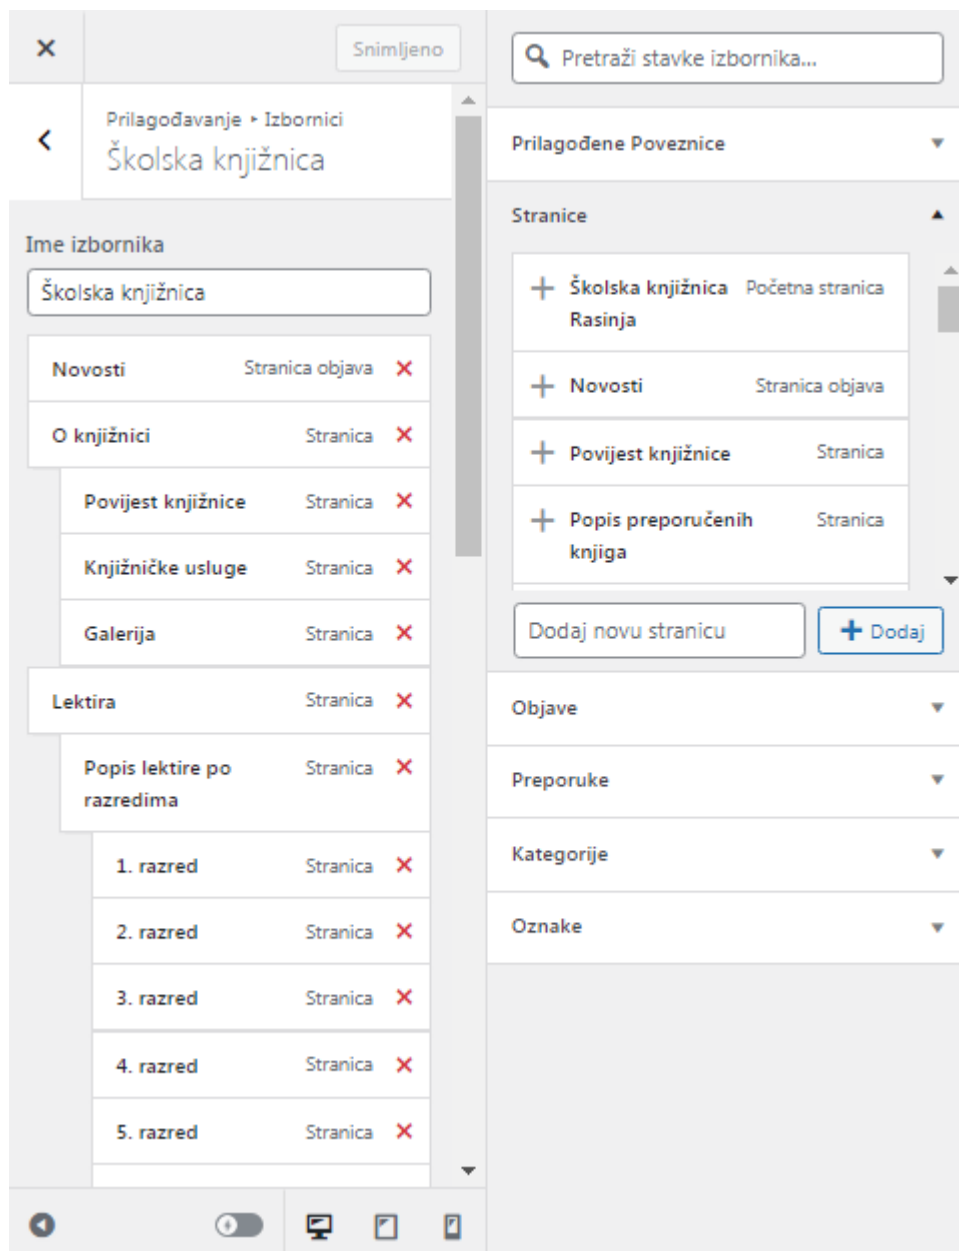 Snimljeno
Prilagođavanje ▸ Izbornici
Školska knjižnica
Ime izbornika
Školska knjižnica
Novosti Stranica objava
O knjižnici Stranica
Povijest knjižnice Stranica
Knjižničke usluge Stranica
Galerija Stranica
Lektira Stranica
Popis lektire po Stranica
razredima
1. razred Stranica
2. razred Stranica
3. razred Stranica
4. razred Stranica
5. razred Stranica
Pretraži stavke izbornika...
Prilagođene Poveznice
Stranice
Školska knjižnica Početna stranica
Rasinja
Novosti Stranica objava
Povijest knjižnice Stranica
Popis preporučenih Stranica
knjiga
Dodaj novu stranicu + Dodaj
Objave
Preporuke
Kategorije
Oznake